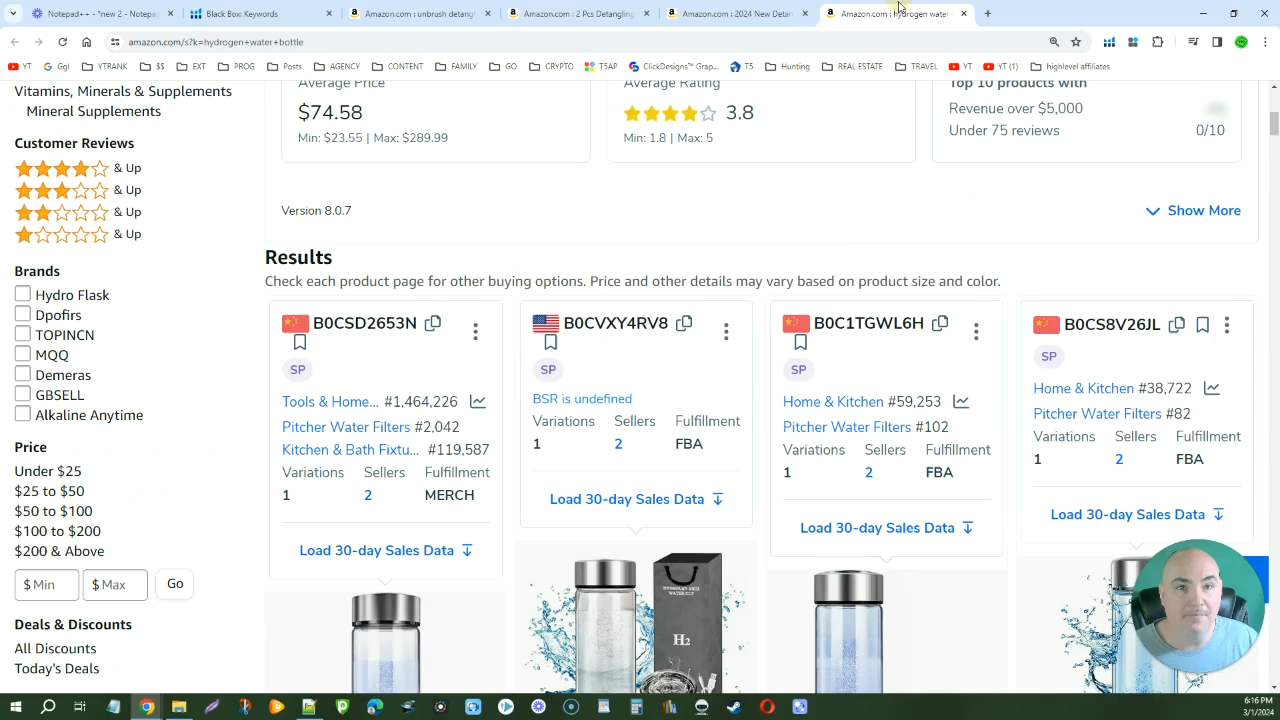 Notepad++ - "new 2 - Notepac
Black Box: Keywords
Amazon.com : unbrush detangl
Amazon.com : 2 Pcs Detangling
Amazon.com : 2024 New Detan
Amazon.com : hydrogen water
amazon.com/s?k=hydrogen+water+bottle
YT
Ggl
YTRANK
$$
EXT
PROG
Posts
AGENCY
CONTENT
FAMILY
GO
CRYPTO
T5AP
ClickDesigns™ Grap...
T5
Hunting
REAL ESTATE
TRAVEL
YT
YT (1)
highlevel affiliates
Vitamins, Minerals & Supplements
Mineral Supplements
Customer Reviews
& Up
& Up
& Up
& Up
Brands
Hydro Flask
Dpofirs
TOPINCN
MQQ
Demeras
GBSELL
Alkaline Anytime
Price
Under $25
$25 to $50
$50 to $100
$100 to $200
$200 & Above
$ Min
$ Max
Go
Deals & Discounts
All Discounts
Today's Deals
Average Price
$74.58
Min: $23.55 | Max: $289.99
Average Rating
3.8
Min: 1.8 | Max: 5
Top 10 products with
Revenue over $5,000
Under 75 reviews 0/10
Version 8.0.7
Show More
Results
Check each product page for other buying options. Price and other details may vary based on product size and color.
B0CSD2653N
SP
Tools & Home... #1,464,226
Pitcher Water Filters #2,042
Kitchen & Bath Fixtu... #119,587
Variations Sellers Fulfillment
1 2 MERCH
Load 30-day Sales Data
B0CVXY4RV8
SP
BSR is undefined
Variations Sellers Fulfillment
1 2 FBA
Load 30-day Sales Data
HYDROGEN RICH
WATER CUP
H2
B0C1TGWL6H
SP
Home & Kitchen #59,253
Pitcher Water Filters #102
Variations Sellers Fulfillment
1 2 FBA
Load 30-day Sales Data
B0CS8V26JL
SP
Home & Kitchen #38,722
Pitcher Water Filters #82
Variations Sellers Fulfillment
1 2 FBA
Load 30-day Sales Data
6:16 PM
3/1/2024